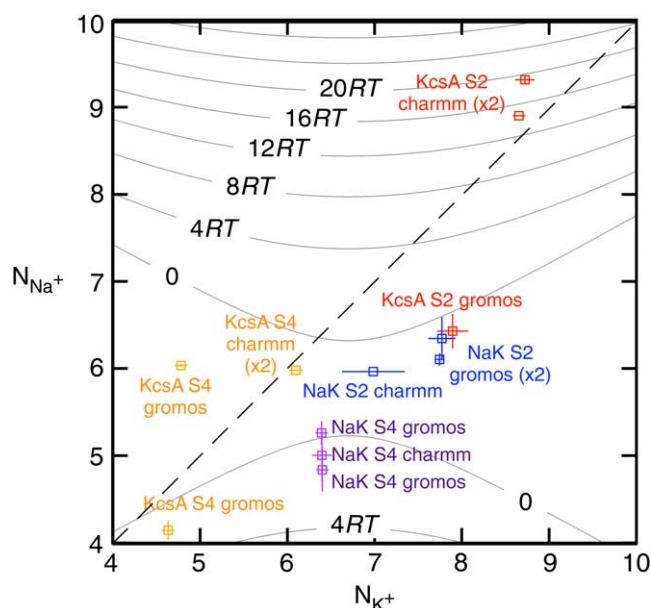 10
9
8
7
6
5
4
N_Na+
20RT
16RT
12RT
8RT
4RT
0
KcsA S2
charmm (x2)
KcsA S2 gromos
KcsA S4
charmm
(x2)
NaK S2
gromos (x2)
KcsA S4
gromos
NaK S2 charmm
NaK S4 gromos
NaK S4 charmm
NaK S4 gromos
KcsA S4 gromos
0
4RT
4 5 6 7 8 9 10
N_K+